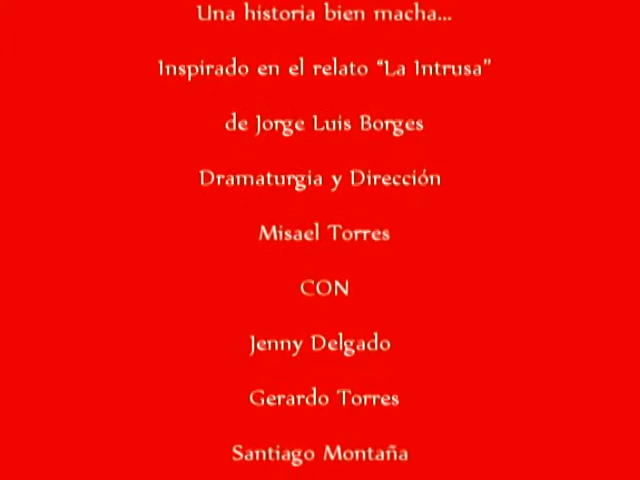 Una historia bien macha...
Inspirado en el relato “La Intrusa”
de Jorge Luis Borges
Dramaturgia y Dirección
Misael Torres
CON
Jenny Delgado
Gerardo Torres
Santiago Montaña